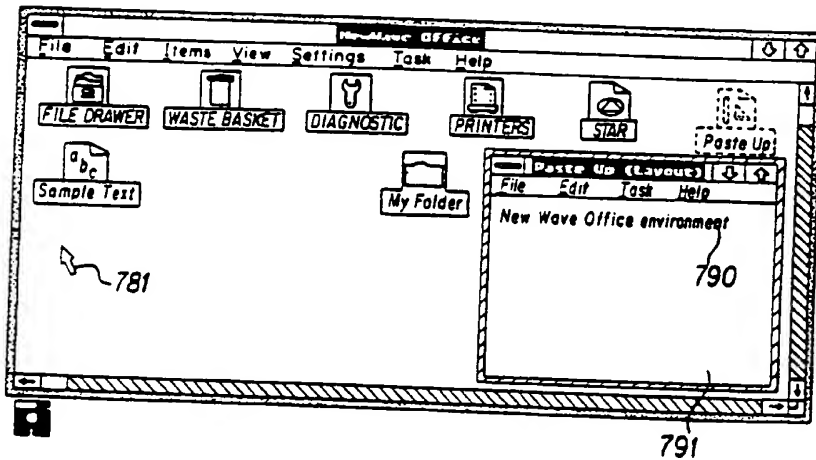 NewWave Office
File Edit Items View Settings Task Help
FILE DRAWER WASTE BASKET DIAGNOSTIC PRINTERS STAR Paste Up
abc
Sample Text My Folder
Paste Up (Layout)
File Edit Task Help
New Wave Office environment
781
790
791